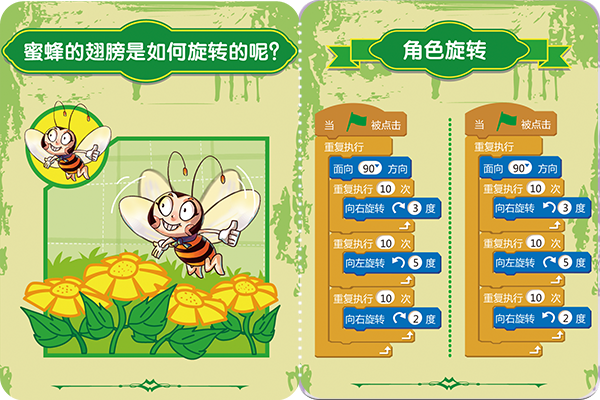 蜜蜂的翅膀是如何旋转的呢?
角色旋转
当 被点击
重复执行
面向 90° 方向
重复执行 10 次
向右旋转 3 度
重复执行 10 次
向左旋转 5 度
重复执行 10 次
向右旋转 2 度
当 被点击
重复执行
面向 90° 方向
重复执行 10 次
向右旋转 3 度
重复执行 10 次
向左旋转 5 度
重复执行 10 次
向右旋转 2 度